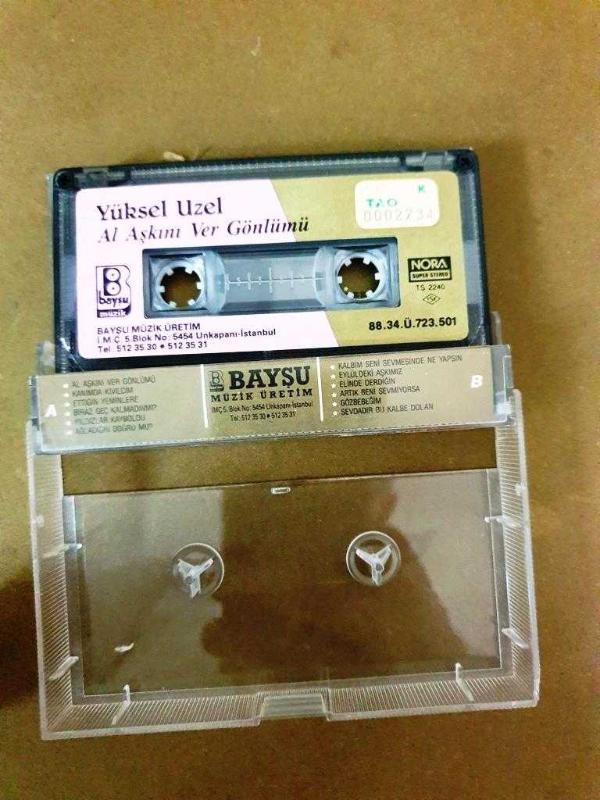 Yüksel Uzel
Al Aşkını Ver Gönlümü
K
TAO
0002734
B
baysu
müzik
NORA
SUPER STEREO
TS 2240
BAYŞU MÜZİK ÜRETİM
İ.M.Ç. 5. Blok No: 5454 Unkapanı-İstanbul
Tel: 512 35 30 • 512 35 31
88.34.Ü.723.501
A
AL AŞKINI VER GÖNLÜMÜ
KANIMDA KIVILCIM
ETTİĞİN YEMİNLERE
BİRAZ GEÇ KALMADINMI?
YILDIZLAR KAYBOLDU
AĞLADIĞIN DOĞRU MU?
BAYŞU
MÜZİK ÜRETİM
İMÇ 5. Blok No: 5454 Unkapanı-İstanbul
Tel: 512 35 30 • 512 35 31
KALBİM SENİ SEVMESİNDE NE YAPSIN
EYLÜLDEKİ AŞKIMIZ
ELİNDE DERDİĞİN
ARTIK BENİ SEVMİYORSA
GÖZBEBEĞİM
SEVDADIR BU KALBE DOLAN
B